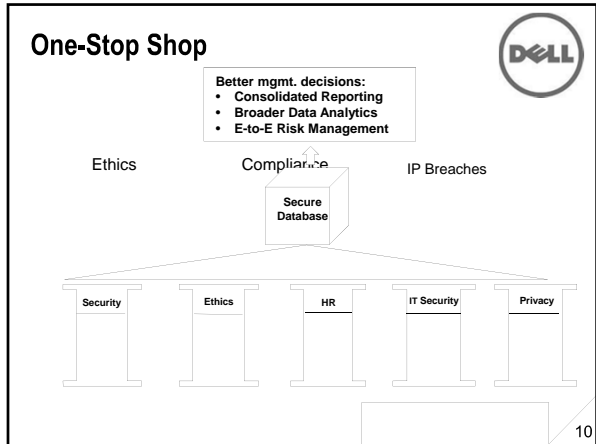 One-Stop Shop
DELL
Better mgmt. decisions:
• Consolidated Reporting
• Broader Data Analytics
• E-to-E Risk Management
Ethics Compliance IP Breaches
Secure
Database
Security Ethics HR IT Security Privacy
10